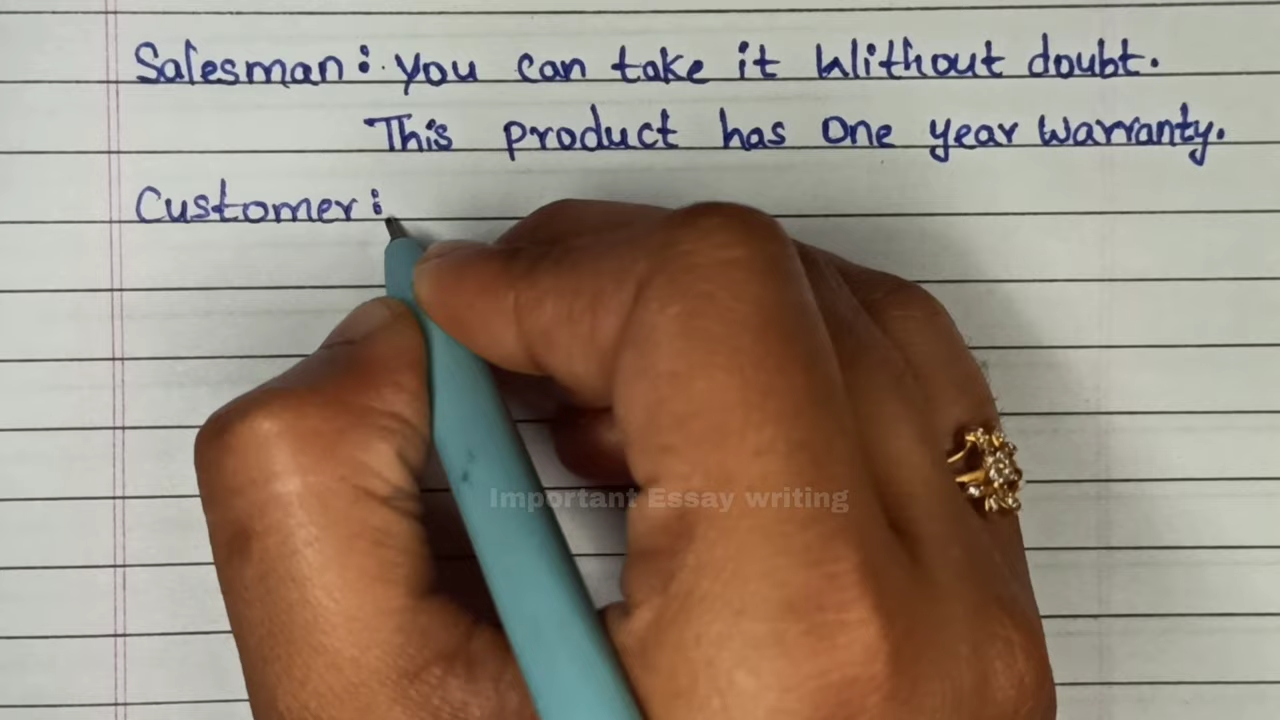 Salesman: You can take it Without doubt.
This product has One year Warranty.
Customer:
Important Essay writing